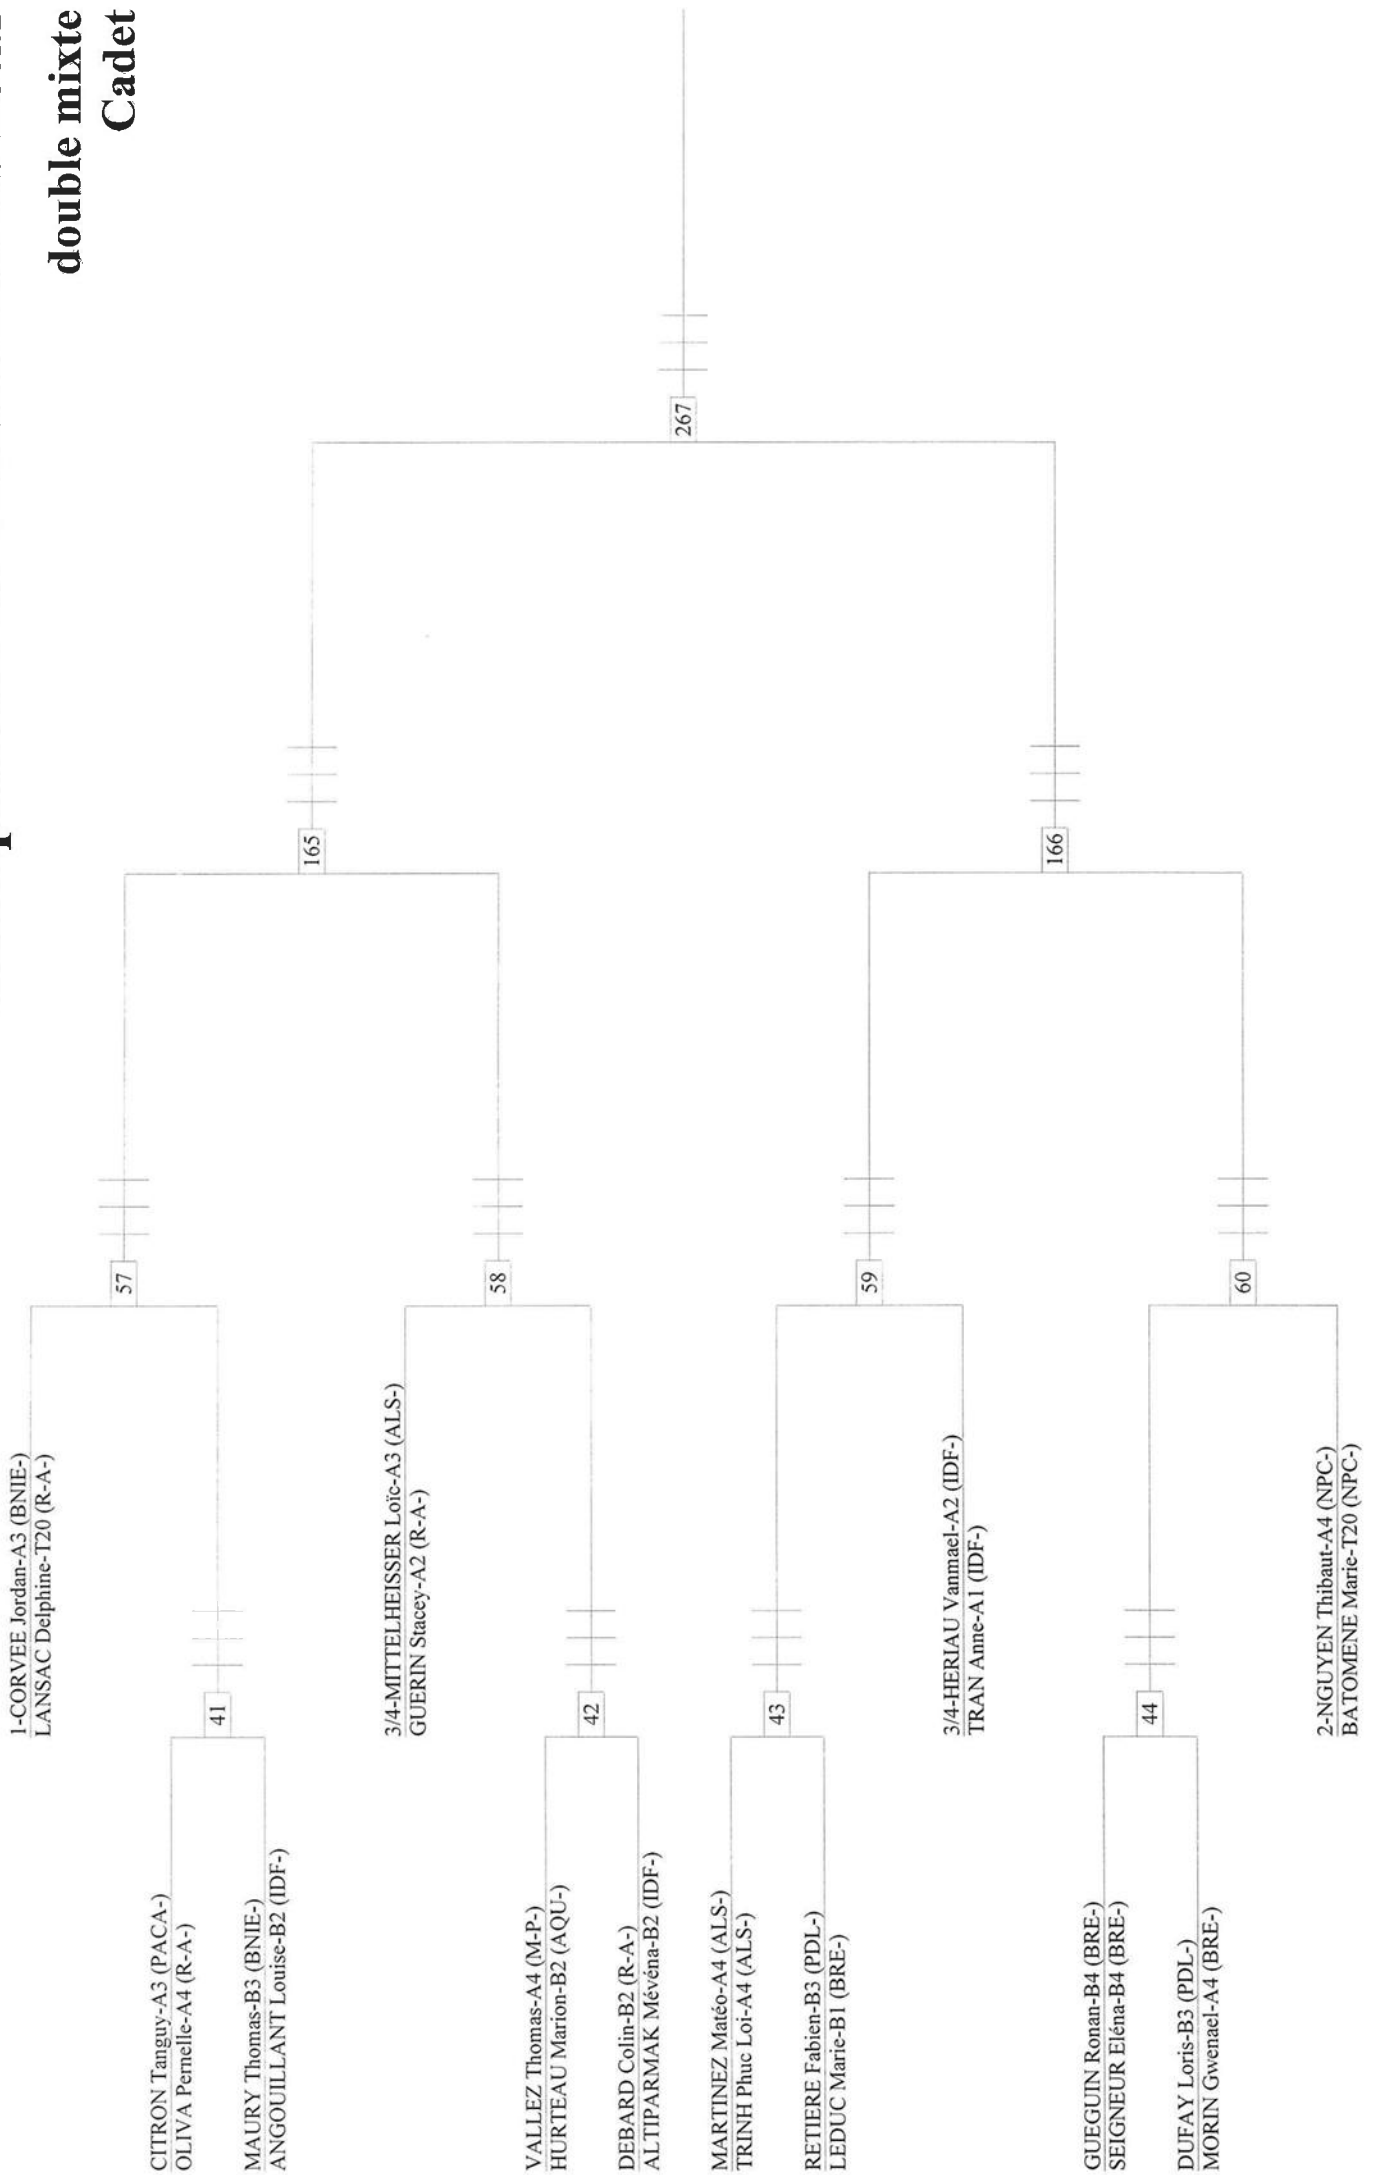 double mixte
Cadet
1-CORVEE Jordan-A3 (BNIE-)
LANSAC Delphine-T20 (R-A-)
57
CITRON Tanguy-A3 (PACA-)
OLIVA Pernelle-A4 (R-A-)
41
MAURY Thomas-B3 (BNIE-)
ANGOUILLANT Louise-B2 (IDF-)
165
3/4-MITTELHEISSER Loïc-A3 (ALS-)
GUERIN Stacey-A2 (R-A-)
58
VALLEZ Thomas-A4 (M-P-)
HURTEAU Marion-B2 (AQU-)
42
DEBARD Colin-B2 (R-A-)
ALTIPARMAK Mévéna-B2 (IDF-)
267
MARTINEZ Matéo-A4 (ALS-)
TRINH Phuc Loi-A4 (ALS-)
43
RETIERE Fabien-B3 (PDL-)
LEDUC Marie-B1 (BRE-)
59
3/4-HERIAU Vanmael-A2 (IDF-)
TRAN Anne-A1 (IDF-)
166
GUEGUIN Ronan-B4 (BRE-)
SEIGNEUR Eléna-B4 (BRE-)
44
DUFAY Loris-B3 (PDL-)
MORIN Gwenael-A4 (BRE-)
60
2-NGUYEN Thibaut-A4 (NPC-)
BATOMENE Marie-T20 (NPC-)